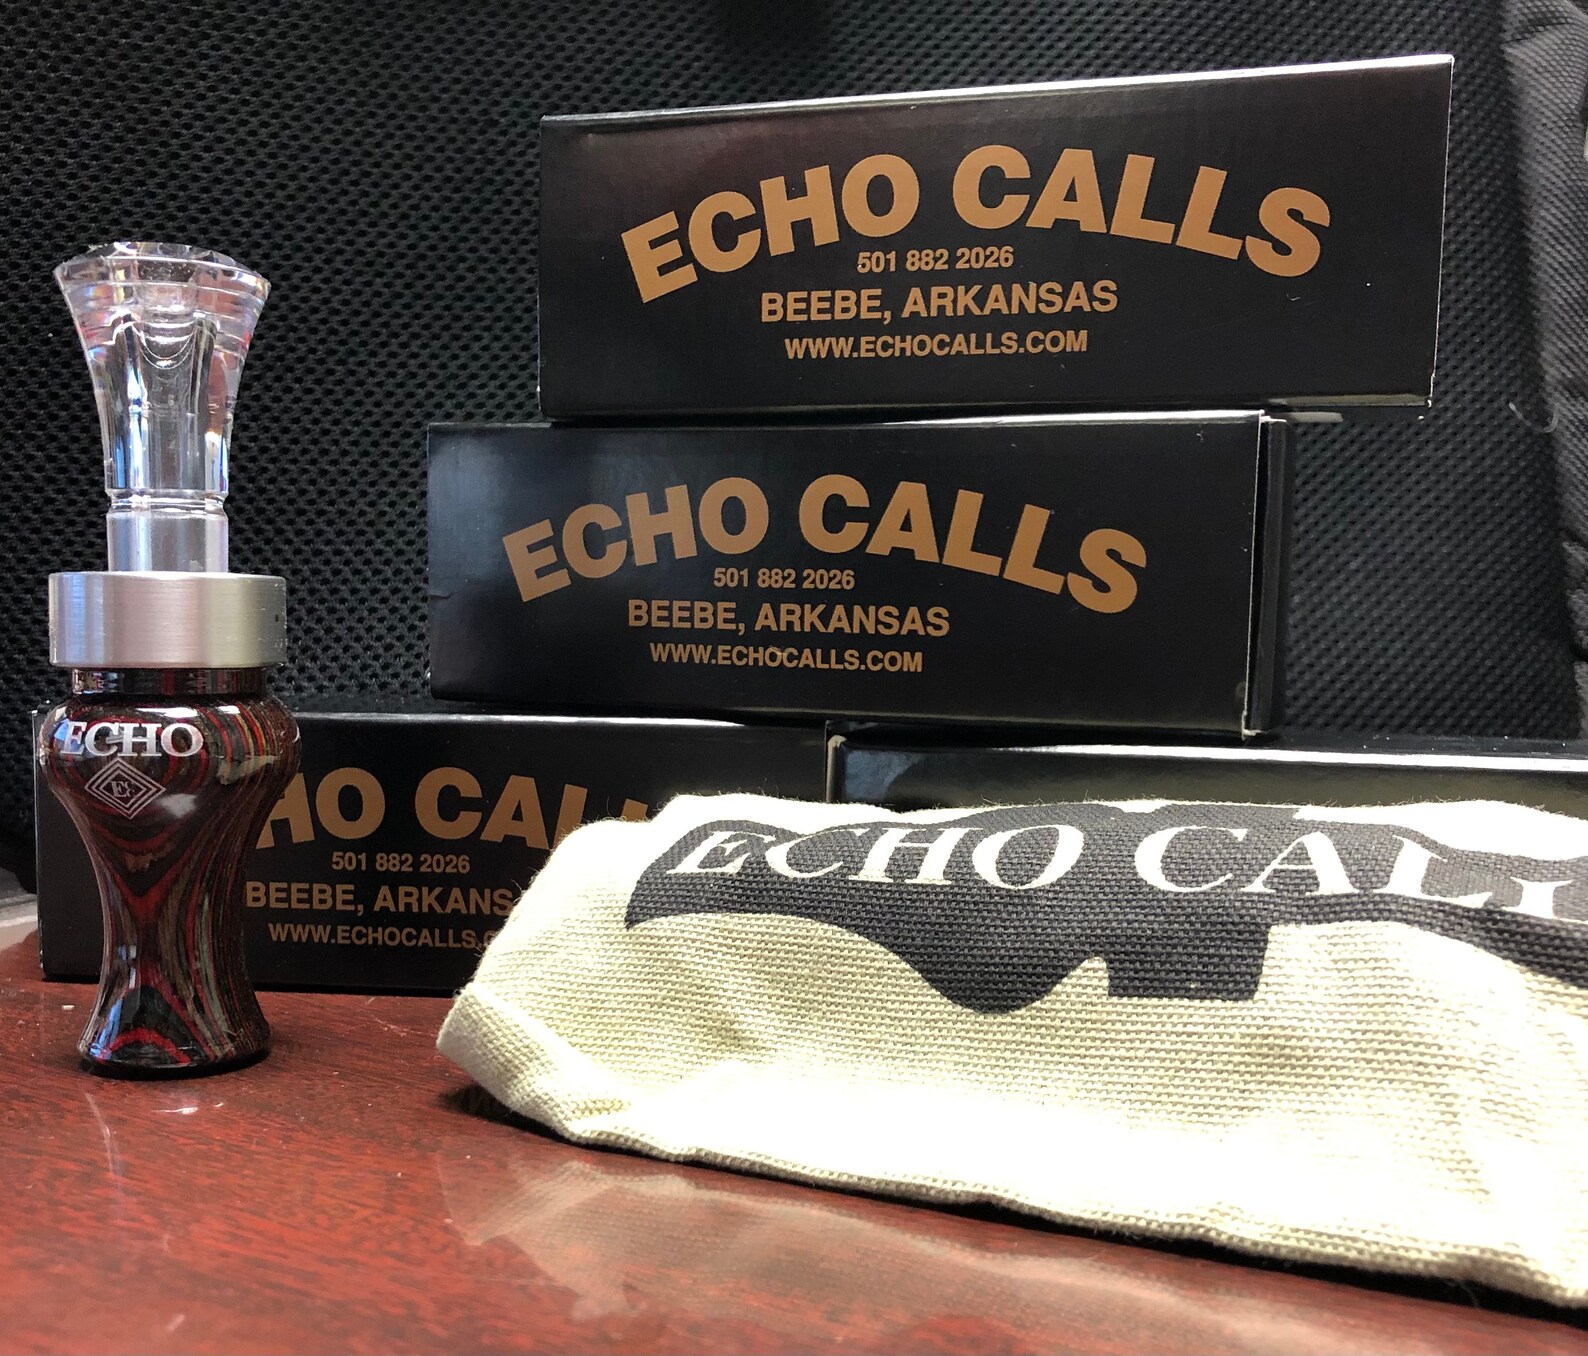 ECHO CALLS
501 882 2026
BEEBE, ARKANSAS
WWW.ECHOCALLS.COM
ECHO CALLS
501 882 2026
BEEBE, ARKANSAS
WWW.ECHOCALLS.COM
ECHO
HO CAL
501 882 2026
BEEBE, ARKANS
WWW.ECHOCALLS.
ECHO CALL